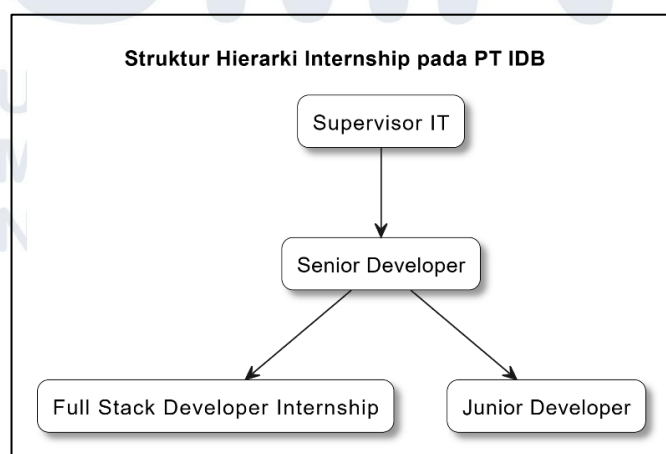 Struktur Hierarki Internship pada PT IDB
Supervisor IT
Senior Developer
Full Stack Developer Internship
Junior Developer